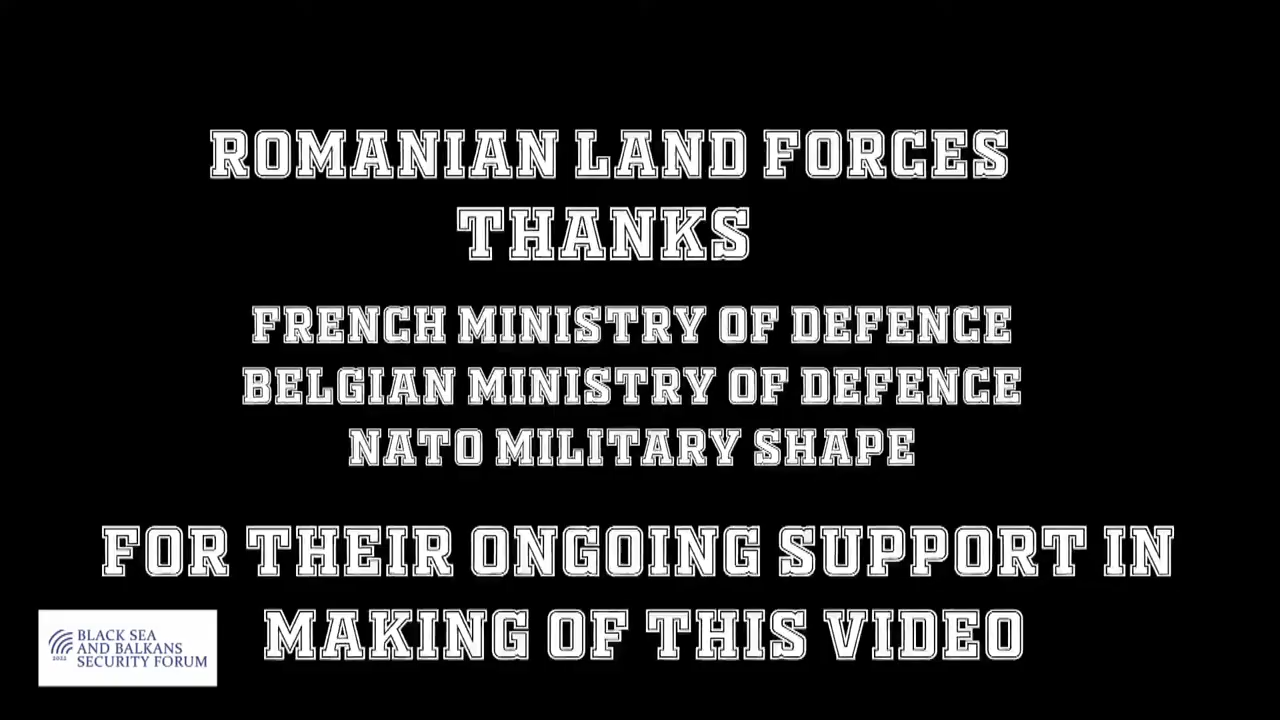 ROMANIAN LAND FORCES
THANKS
FRENCH MINISTRY OF DEFENCE
BELGIAN MINISTRY OF DEFENCE
NATO MILITARY SHAPE
FOR THEIR ONGOING SUPPORT IN
MAKING OF THIS VIDEO
BLACK SEA
AND BALKANS
2022 SECURITY FORUM